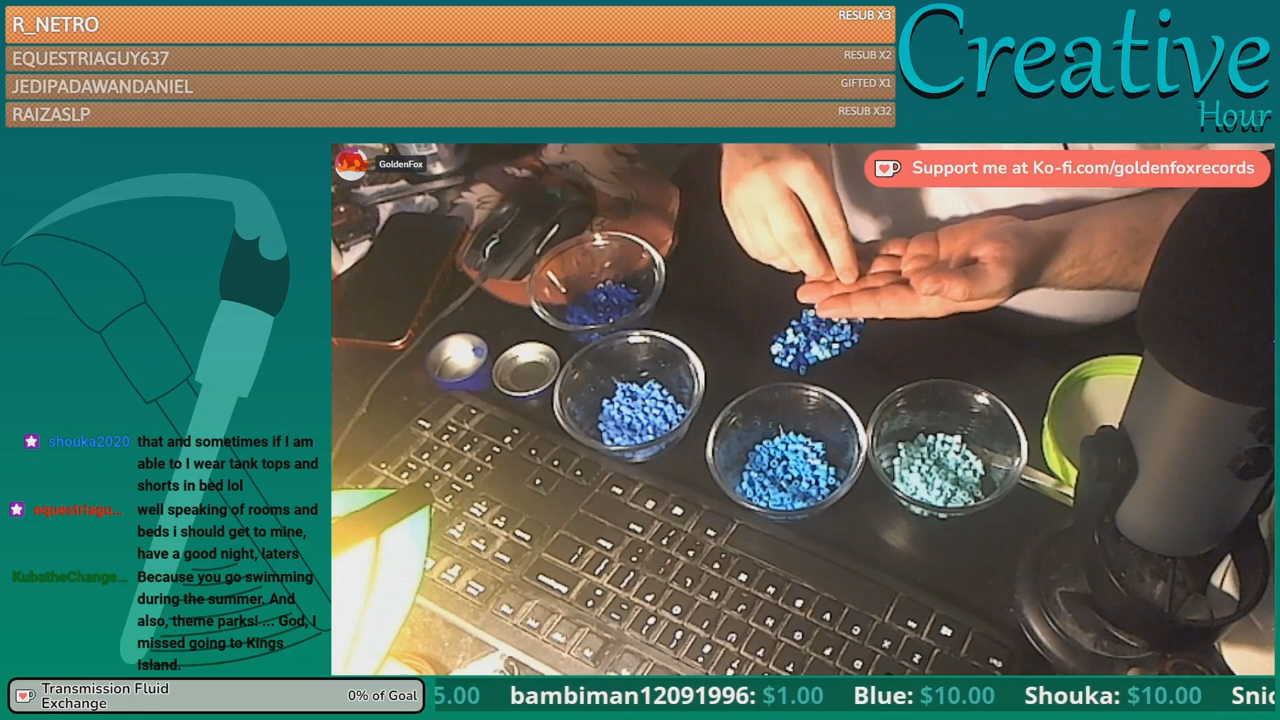 R_NETRO RESUB X3
EQUESTRIAGUY637 RESUB X2
JEDIPADAWANDANIEL GIFTED X1
RAIZASLP RESUB X32
Creative
Hour
GoldenFox
Support me at Ko-fi.com/goldenfoxrecords
shouka2020 that and sometimes if I am
able to I wear tank tops and
shorts in bed lol
equestriagu... well speaking of rooms and
beds i should get to mine,
have a good night, laters
KubatheChange... Because you go swimming
during the summer. And
also, theme parks! ... God, I
missed going to Kings
Island.
Transmission Fluid
Exchange
0% of Goal
5.00 bambiman12091996: $1.00 Blue: $10.00 Shouka: $10.00 Snic